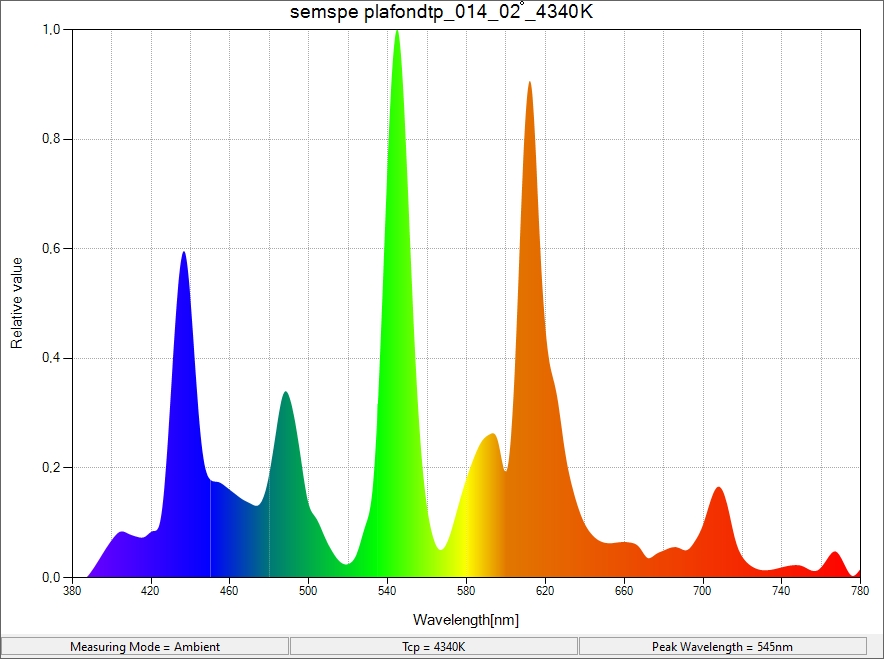 semspe plafondtp_014_02°_4340K
1,0
0,8
0,6
0,4
0,2
0,0
Relative value
380 420 460 500 540 580 620 660 700 740 780
Wavelength[nm]
Measuring Mode = Ambient Tcp = 4340K Peak Wavelength = 545nm